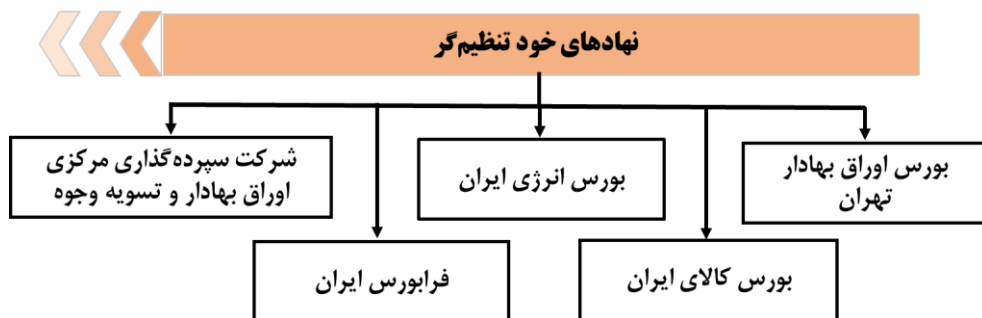 نهادهای خود تنظیم‌گر
بورس اوراق بهادار
تهران
بورس کالای ایران
بورس انرژی ایران
فرابورس ایران
شرکت سپرده‌گذاری مرکزی
اوراق بهادار و تسویه وجوه